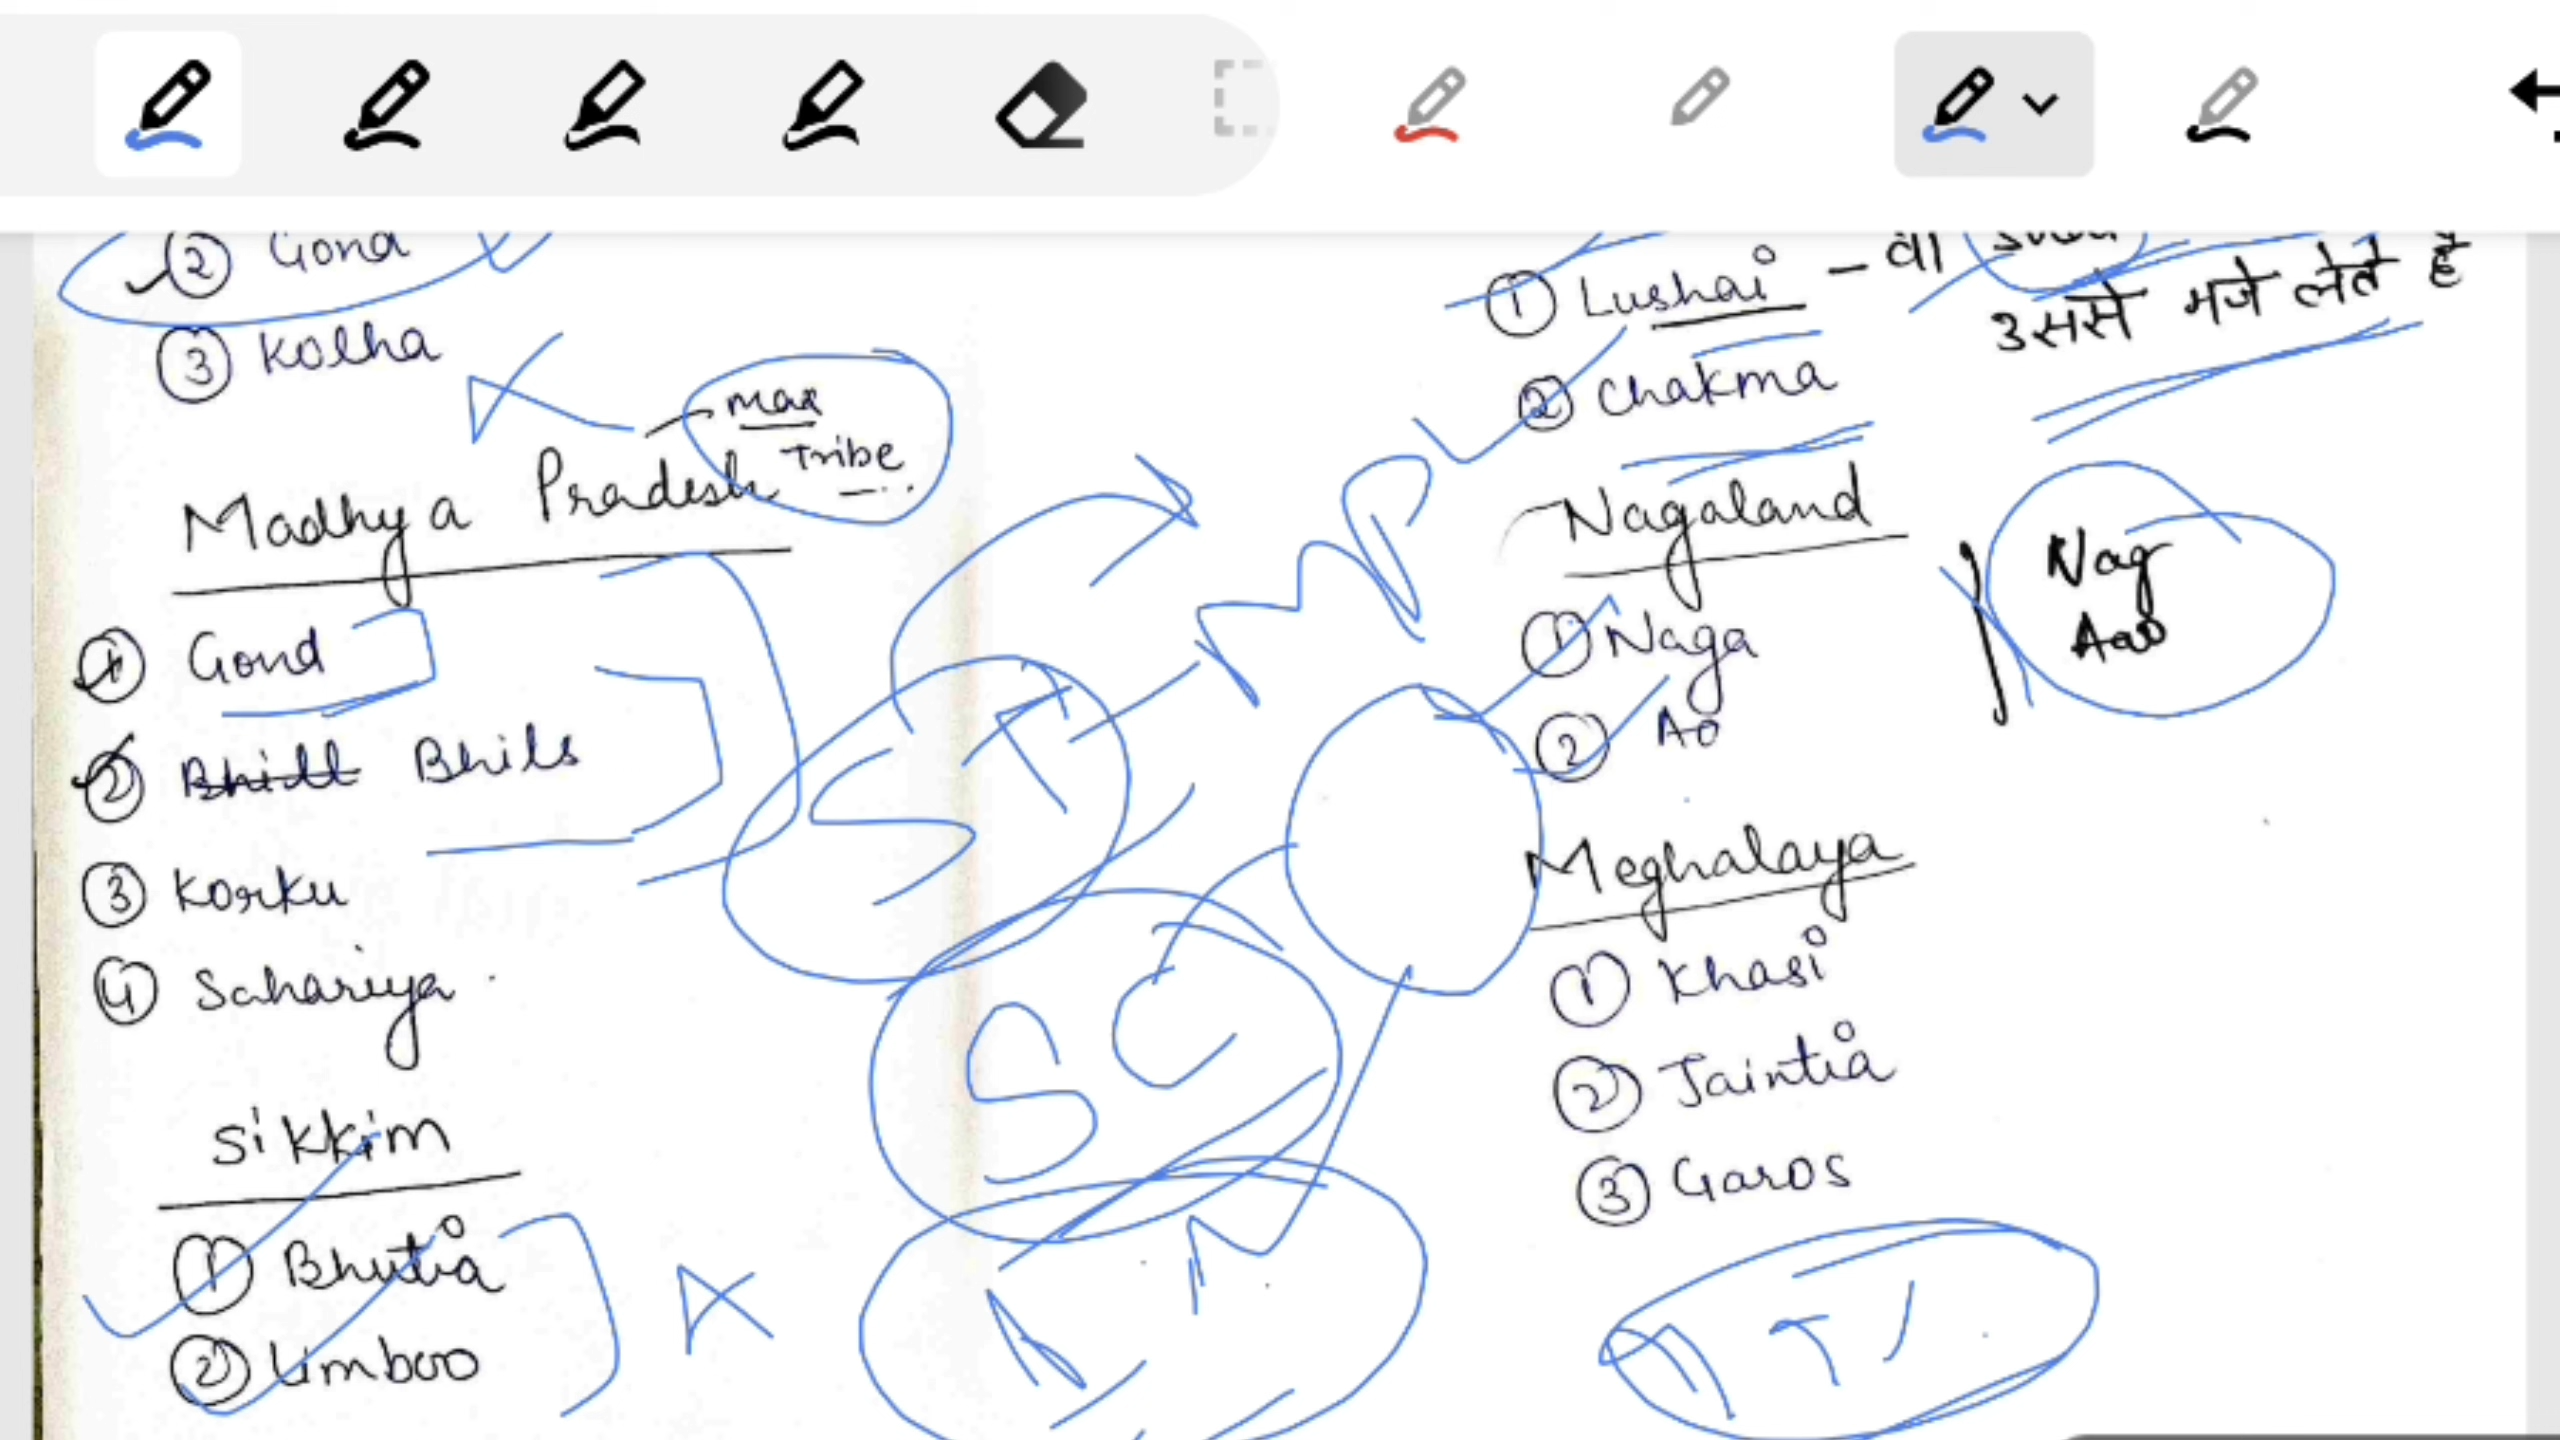 ② Gond
③ Kolha
Madhya Pradesh
max
Tribe
① Gond
② Bhill Bhils
③ Korku
④ Sahariya
Sikkim
① Bhutia
② Limboo
① Lushai
उससे मजे लेते है
② Chakma
Nagaland
① Naga
② Ao
Nag
Aao
Meghalaya
① Khasi
② Jaintia
③ Garos
MP
ST
SC